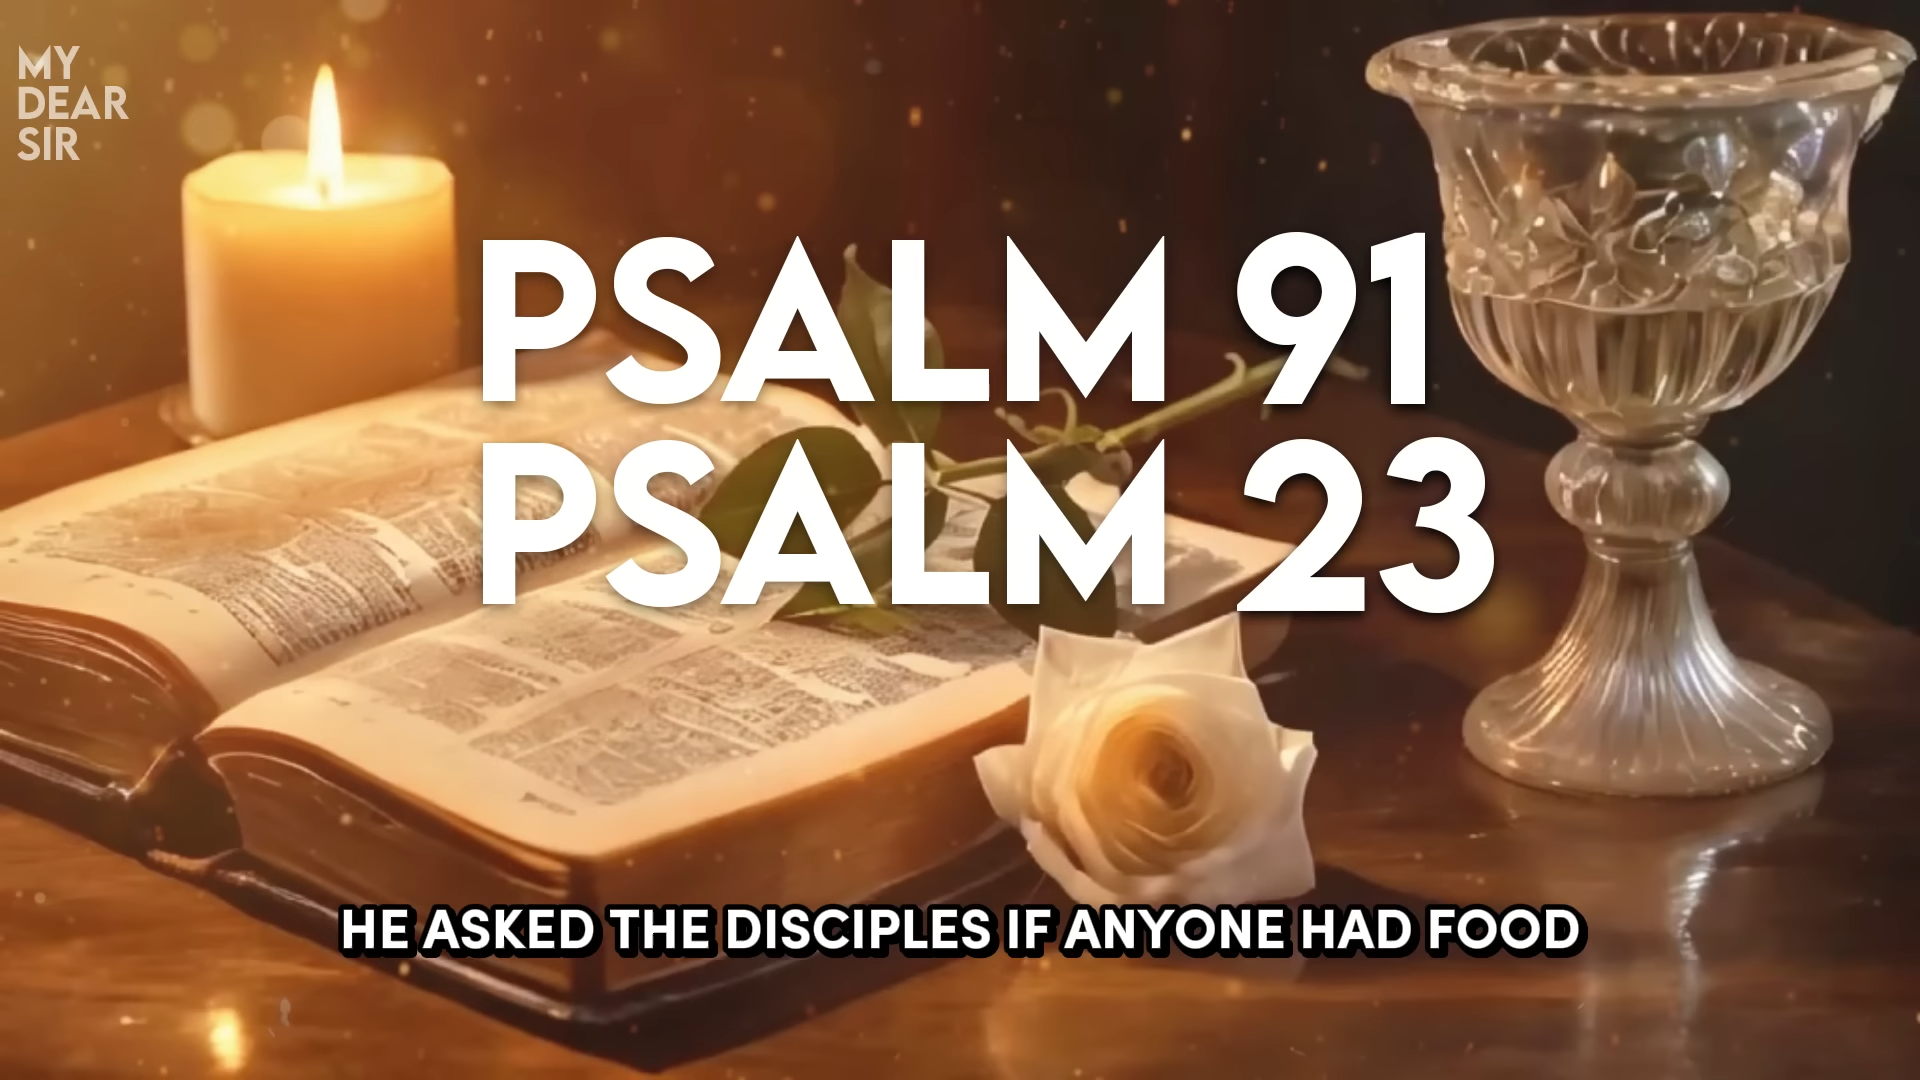 MY
DEAR
SIR
PSALM 91
PSALM 23
HE ASKED THE DISCIPLES IF ANYONE HAD FOOD